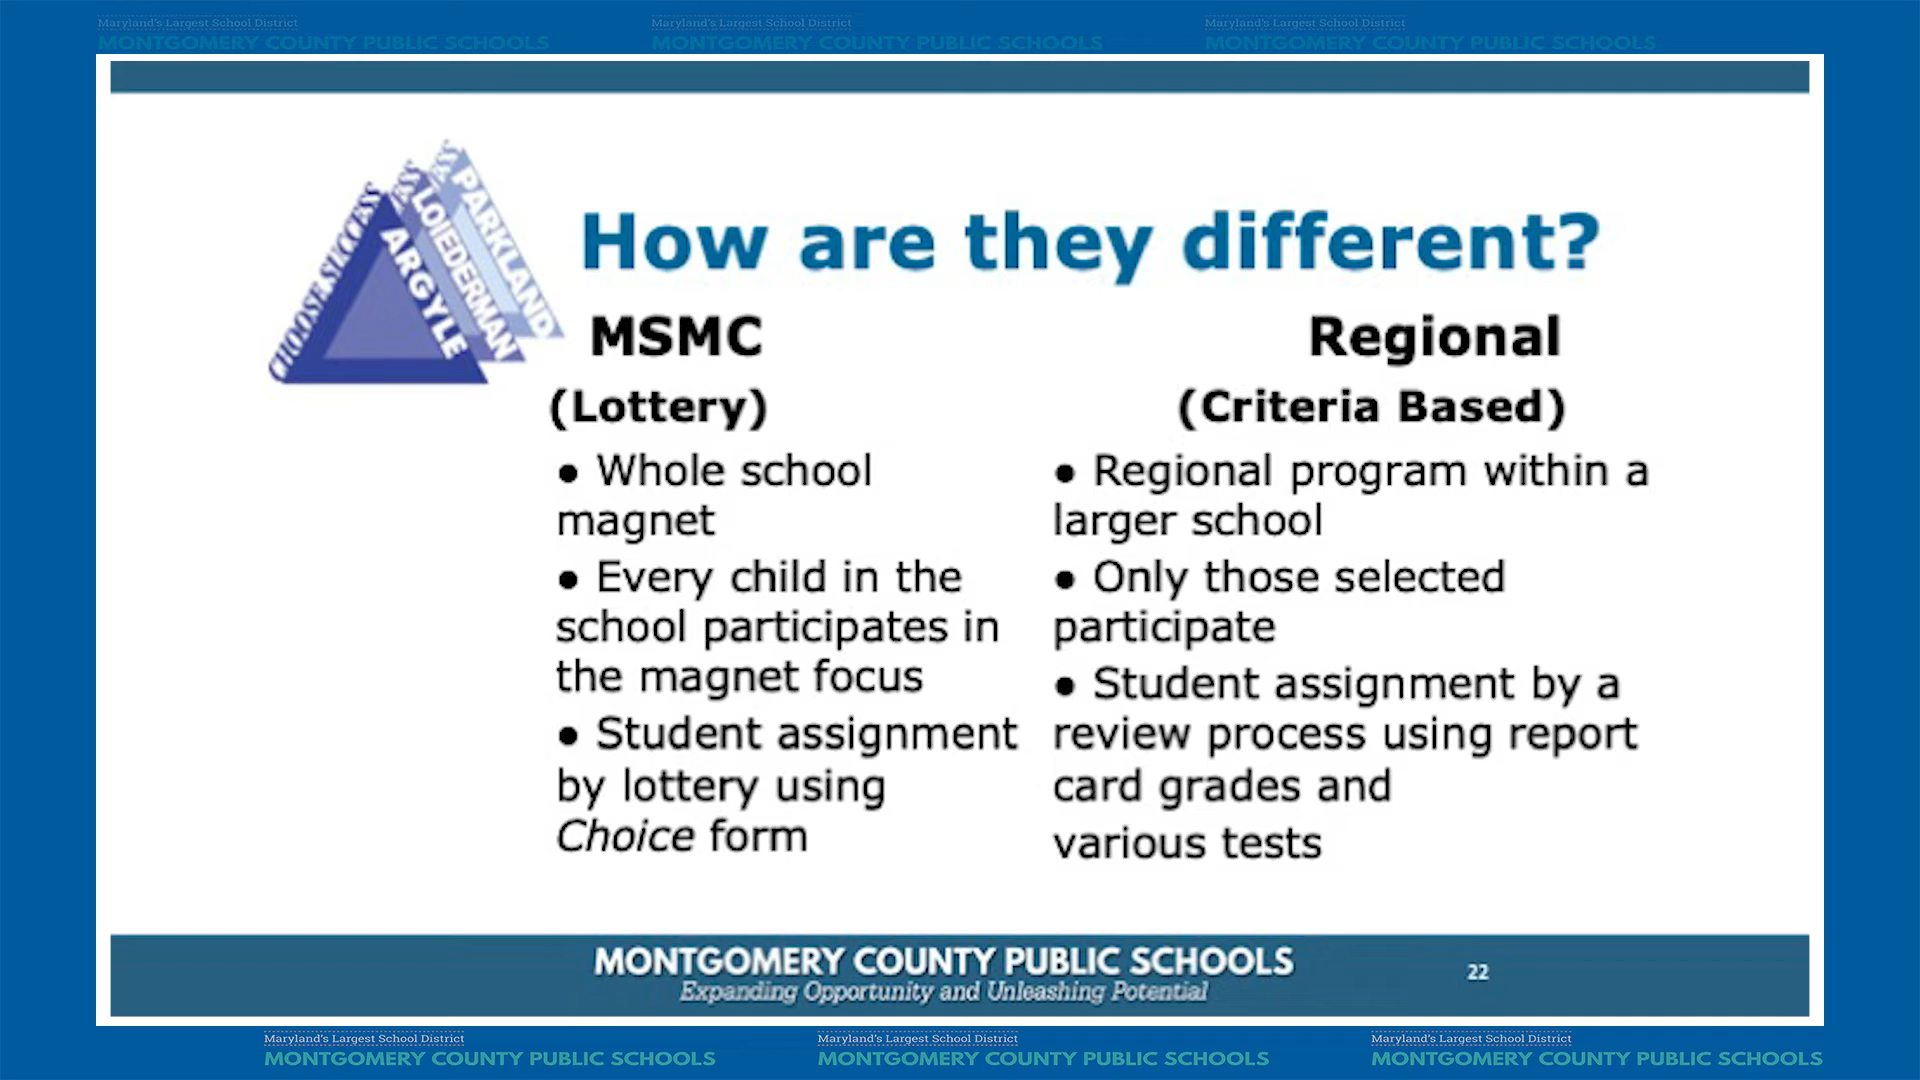 Maryland's Largest School District
MONTGOMERY COUNTY PUBLIC SCHOOLS
Maryland's Largest School District
MONTGOMERY COUNTY PUBLIC SCHOOLS
Maryland's Largest School District
MONTGOMERY COUNTY PUBLIC SCHOOLS
CHOOSE SUCCESS
ARGYLE
LOIEDERMAN
PARKLAND
How are they different?
MSMC
(Lottery)
● Whole school
magnet
● Every child in the
school participates in
the magnet focus
● Student assignment
by lottery using
Choice form
Regional
(Criteria Based)
● Regional program within a
larger school
● Only those selected
participate
● Student assignment by a
review process using report
card grades and
various tests
MONTGOMERY COUNTY PUBLIC SCHOOLS
Expanding Opportunity and Unleashing Potential
22
Maryland's Largest School District
MONTGOMERY COUNTY PUBLIC SCHOOLS
Maryland's Largest School District
MONTGOMERY COUNTY PUBLIC SCHOOLS
Maryland's Largest School District
MONTGOMERY COUNTY PUBLIC SCHOOLS